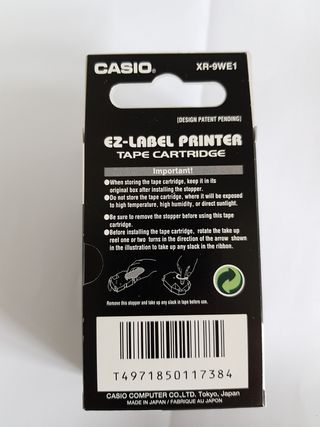 CASIO® XR-9WE1
[DESIGN PATENT PENDING]
EZ-LABEL PRINTER
TAPE CARTRIDGE
Important!
●When storing the tape cartridge, keep it in its
original box after installing the stopper.
●Do not store the tape cartridge, where it will be exposed
to high temperature, high humidity, or direct sunlight.
●Be sure to remove the stopper before using this tape
cartridge.
●Before installing the tape cartridge, rotate the take up
reel one or two turns in the direction of the arrow shown
in the illustration to take up any slack in the ribbon.
Remove this stopper and take up any slack in tape before use.
T4971850117384
CASIO COMPUTER CO.,LTD. Tokyo, Japan
MADE IN JAPAN / FABRIQUE AU JAPON